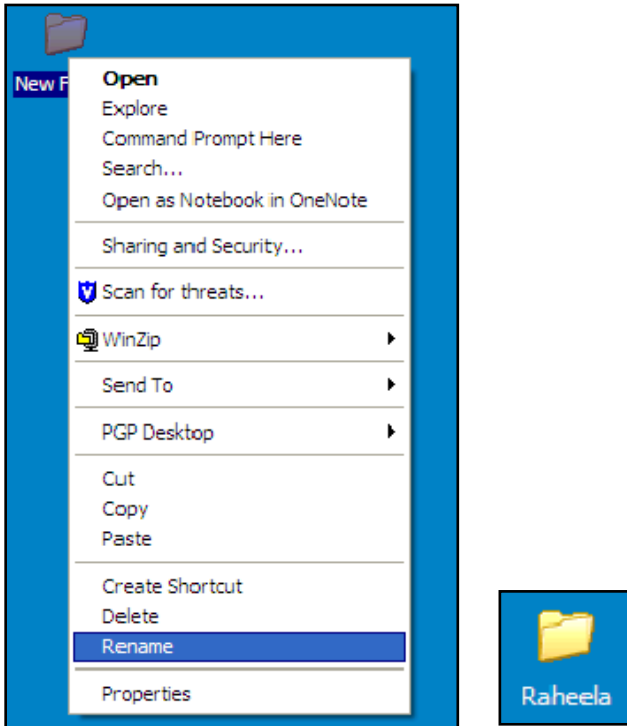 New F
Open
Explore
Command Prompt Here
Search...
Open as Notebook in OneNote
Sharing and Security...
Scan for threats...
WinZip
Send To
PGP Desktop
Cut
Copy
Paste
Create Shortcut
Delete
Rename
Properties
Raheela